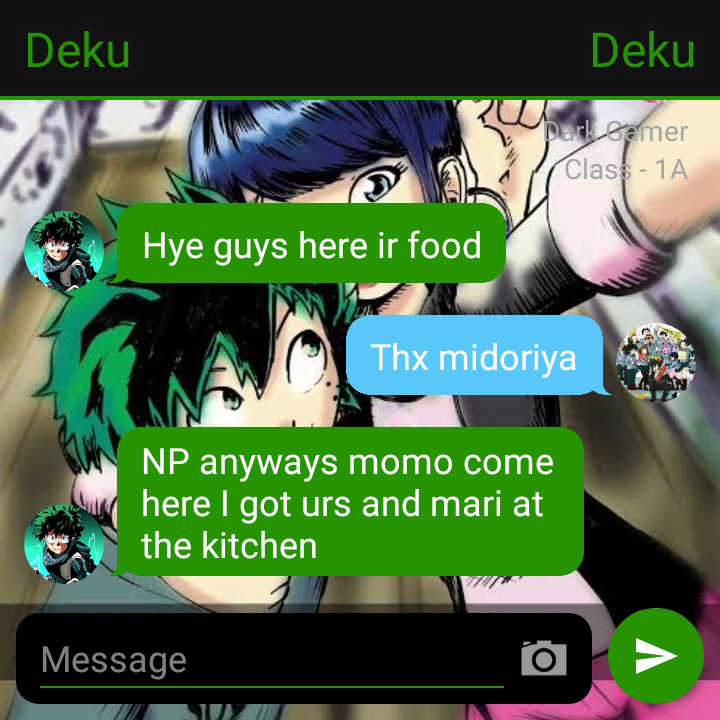 Deku Deku
Dark Gamer
Class - 1A
Hye guys here ir food
Thx midoriya
NP anyways momo come
here I got urs and mari at
the kitchen
Message